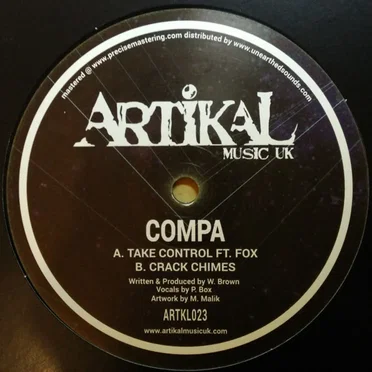 mastered @ www.precisemastering.com distributed by www.unearthedsounds.com
ARTIKAL
MUSIC UK
COMPA
A. TAKE CONTROL FT. FOX
B. CRACK CHIMES
Written & Produced by W. Brown
Vocals by P. Box
Artwork by M. Malik
ARTKL023
www.artikalmusicuk.com